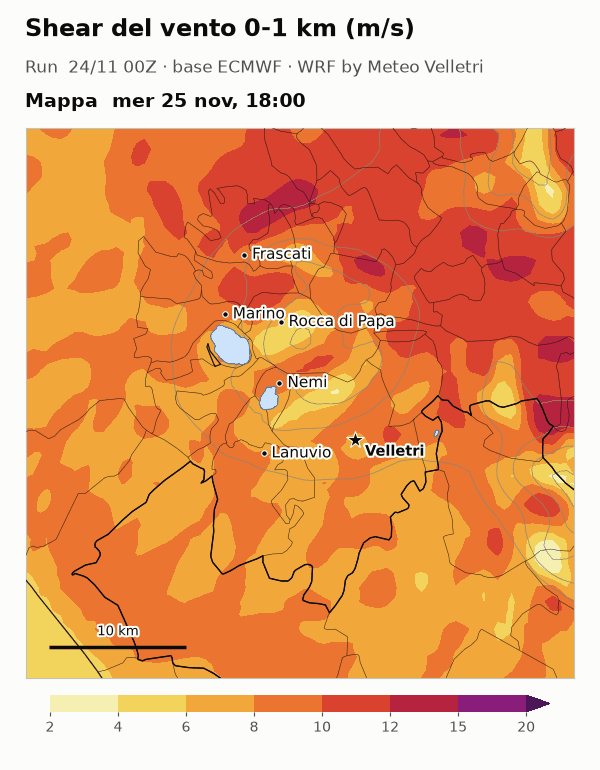 Shear del vento 0-1 km (m/s)
Run  24/11 00Z · base ECMWF · WRF by Meteo Velletri
Mappa  mer 25 nov, 18:00
Frascati
Marino
Rocca di Papa
Nemi
Velletri
Lanuvio
10 km
2 4 6 8 10 12 15 20